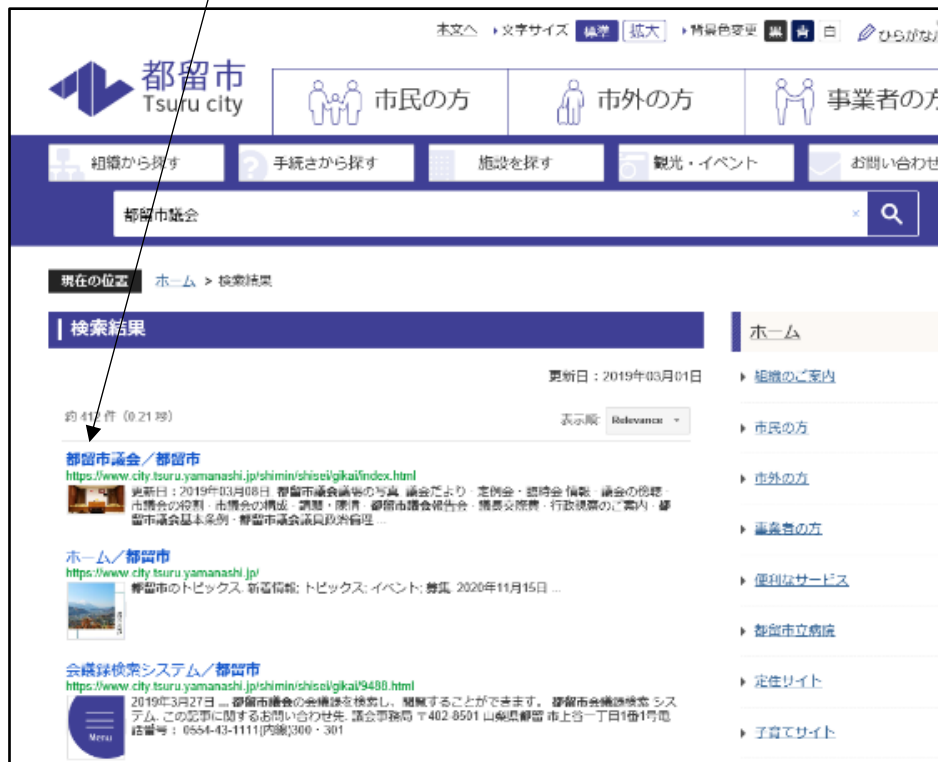 本文へ 文字サイズ 標準 拡大 背景色変更 黒 青 白 ひらがな
都留市
Tsuru city
市民の方
市外の方
事業者の方
組織から探す
手続きから探す
施設を探す
観光・イベント
お問い合わせ
都留市議会
×
現在の位置 ホーム > 検索結果
検索結果
更新日：2019年03月01日
約 412 件 （0.21 秒）
表示順: Relevance
都留市議会／都留市
https://www.city.tsuru.yamanashi.jp/shimin/shisei/gikai/index.html
更新日：2019年03月08日. 都留市議会議場の写真. 議会だより · 定例会・臨時会 情報 · 議会の傍聴 ·
市議会の役割 · 市議会の構成 · 請願・陳情 · 都留市議会報告会 · 議長交際費 · 行政視察のご案内 · 都
留市議会基本条例 · 都留市議会議員政治倫理 ...
ホーム／都留市
https://www.city.tsuru.yamanashi.jp/
都留市のトピックス. 新着情報; トピックス; イベント; 募集. 2020年11月15日 ...
会議録検索システム／都留市
https://www.city.tsuru.yamanashi.jp/shimin/shisei/gikai/9488.html
2019年3月27日 ... 都留市議会の会議録を検索し、閲覧することができます。 都留市会議録検索 シス
テム. この記事に関するお問い合わせ先. 議会事務局 〒402-8501 山梨県都留 市上谷一丁目1番1号電
話番号： 0554-43-1111(内線)300・301
Menu
ホーム
組織のご案内
市民の方
市外の方
事業者の方
便利なサービス
都留市立病院
定住サイト
子育てサイト